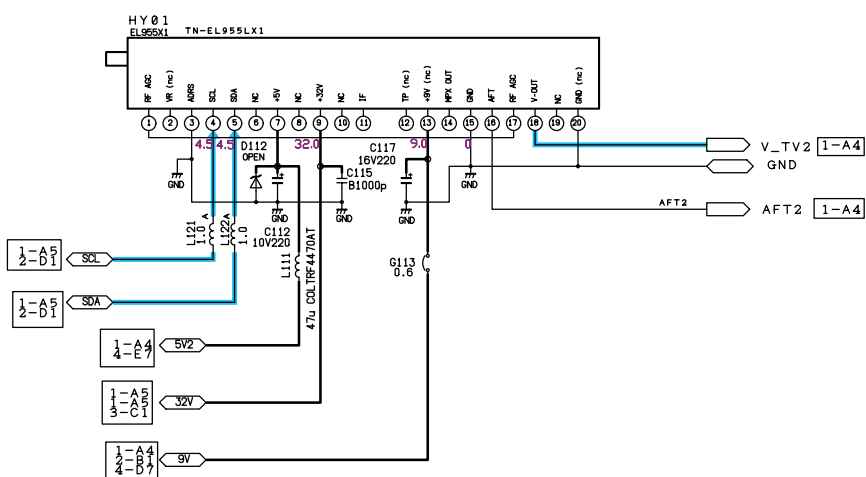 HY01
EL955X1 TN-EL955LX1
RF AGC
VR (nc)
ADRS
SCL
SDA
NC
+5V
NC
+32V
NC
IF
TP (nc)
+9V (nc)
MPX OUT
GND
AFT
RF AGC
V-OUT
NC
GND (nc)
1 2 3 4 5 6 7 8 9 10 11 12 13 14 15 16 17 18 19 20
4.5 4.5 D112 32.0 C117 9.0 0
OPEN 16V220
V_TV2 1-A4
GND
C115
B1000p
GND GND GND GND GND
AFT2 AFT2 1-A4
L121
1.0 A
L122
1.0 A
C112
10V220
L111
47u COLTRF4470AT
G113
0.6
1-A5
2-D1
SCL
1-A5
2-D1
SDA
1-A4
4-E7
5V2
1-A5
1-A5
3-C1
32V
1-A4
2-B1
4-D7
9V